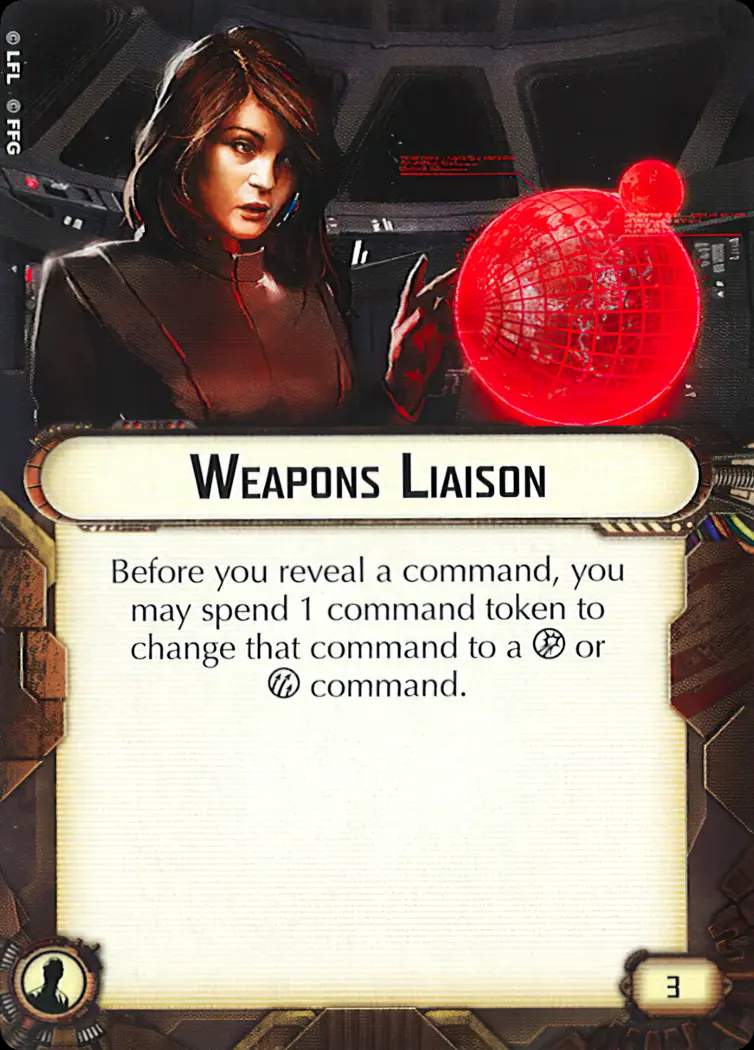 © LFL © FFG
WEAPONS LIAISON
Before you reveal a command, you
may spend 1 command token to
change that command to a or
command.
3